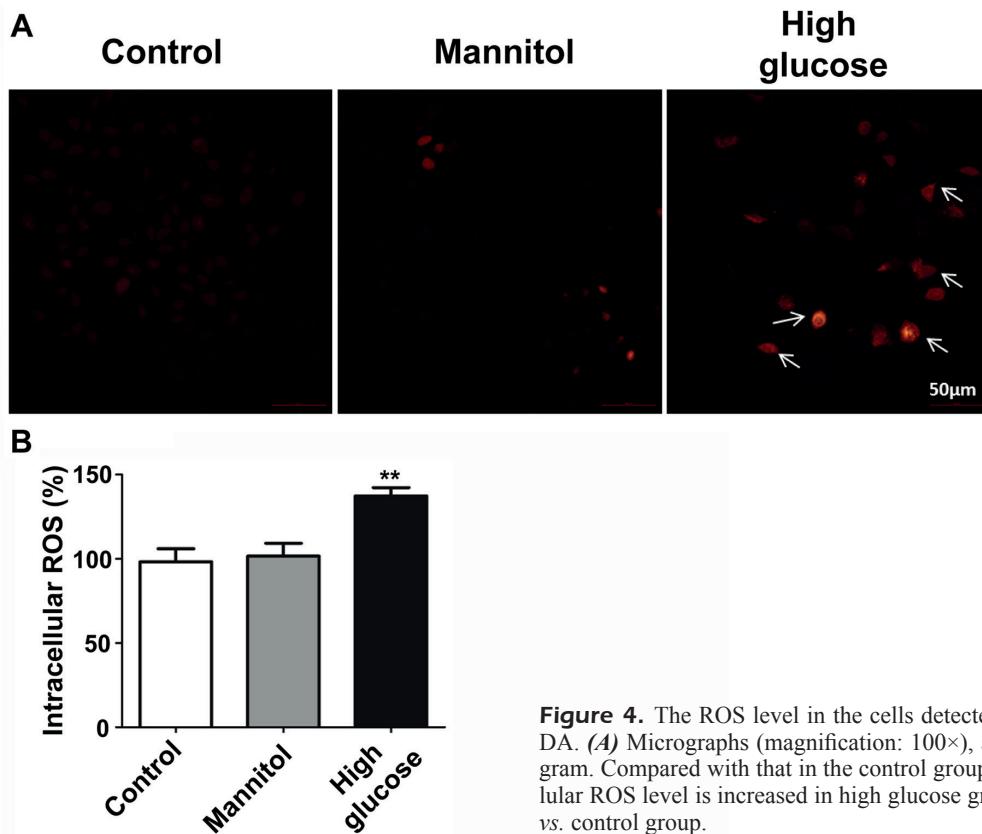 A
Control
Mannitol
High
glucose
50µm
B
Intracellular ROS (%)
150
100
50
0
**
Control
Mannitol
High
glucose
Figure 4. The ROS level in the cells detecte
DA. (A) Micrographs (magnification: 100×),
gram. Compared with that in the control group
lular ROS level is increased in high glucose g
vs. control group.